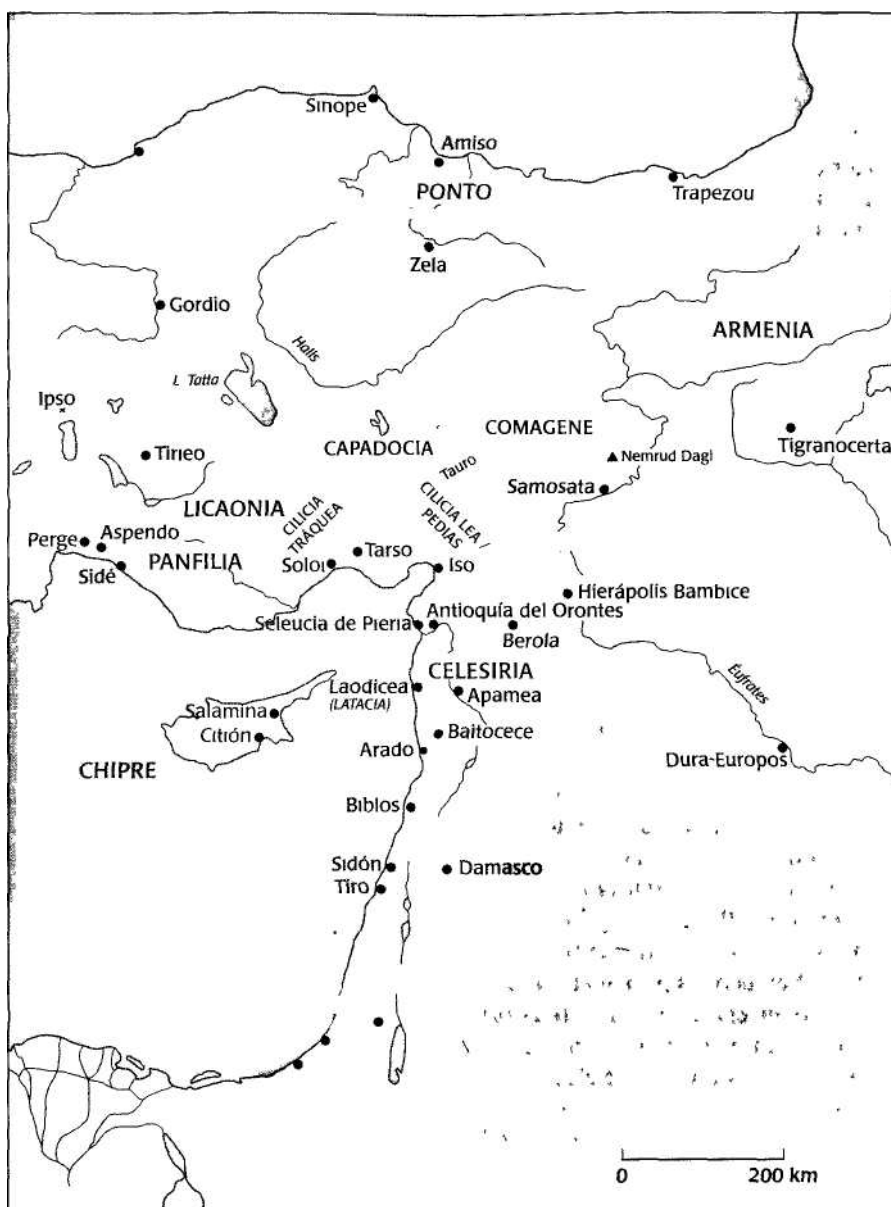 Sinope
Amiso
PONTO
Trapezou
Zela
Gordio
ARMENIA
Halis
L Tatta
Ipso
COMAGENE
Tirieo
CAPADOCIA
Nemrud Dagi
Tigranocerta
Tauro
Samosata
LICAONIA
CILICIA
TRÁQUEA
CILICIA LEA /
PEDIAS
Perge
Aspendo
PANFILIA
Tarso
Soloi
Iso
Sidé
Hierápolis Bambice
Seleucia de Pieria
Antioquía del Orontes
Berola
CELESIRIA
Laodicea
(LATACIA)
Apamea
Éufrates
Salamina
Baitocece
Citión
Arado
Dura-Europos
CHIPRE
Biblos
Sidón
Damasco
Tiro
0
200 km